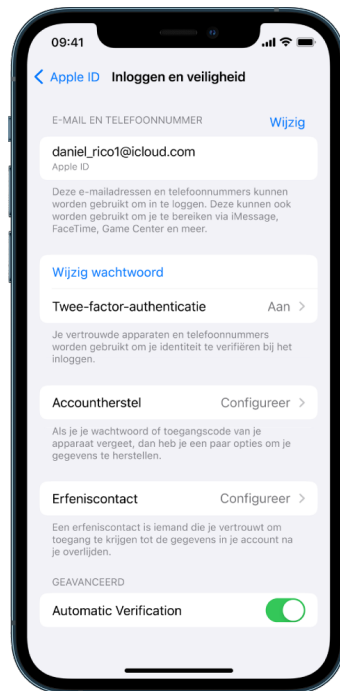 09:41
Apple ID Inloggen en veiligheid
E-MAIL EN TELEFOONNUMMER Wijzig
daniel_rico1@icloud.com
Apple ID
Deze e-mailadressen en telefoonnummers kunnen
worden gebruikt om in te loggen. Deze kunnen ook
worden gebruikt om je te bereiken via iMessage,
FaceTime, Game Center en meer.
Wijzig wachtwoord
Twee-factor-authenticatie Aan
Je vertrouwde apparaten en telefoonnummers
worden gebruikt om je identiteit te verifiëren bij het
inloggen.
Accountherstel Configureer
Als je je wachtwoord of toegangscode van je
apparaat vergeet, dan heb je een paar opties om je
gegevens te herstellen.
Erfeniscontact Configureer
Een erfeniscontact is iemand die je vertrouwt om
toegang te krijgen tot de gegevens in je account na
je overlijden.
GEAVANCEERD
Automatic Verification